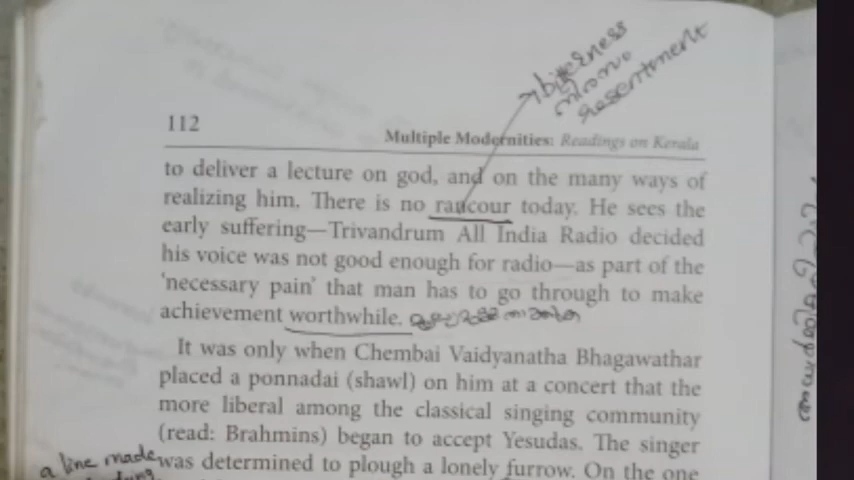 bitterness
resentment
112
Multiple Modernities: Readings on Kerala
to deliver a lecture on god, and on the many ways of
realizing him. There is no rancour today. He sees the
early suffering—Trivandrum All India Radio decided
his voice was not good enough for radio—as part of the
'necessary pain' that man has to go through to make
achievement worthwhile.
It was only when Chembai Vaidyanatha Bhagawathar
placed a ponnadai (shawl) on him at a concert that the
more liberal among the classical singing community
(read: Brahmins) began to accept Yesudas. The singer
a line made
was determined to plough a lonely furrow. On the one